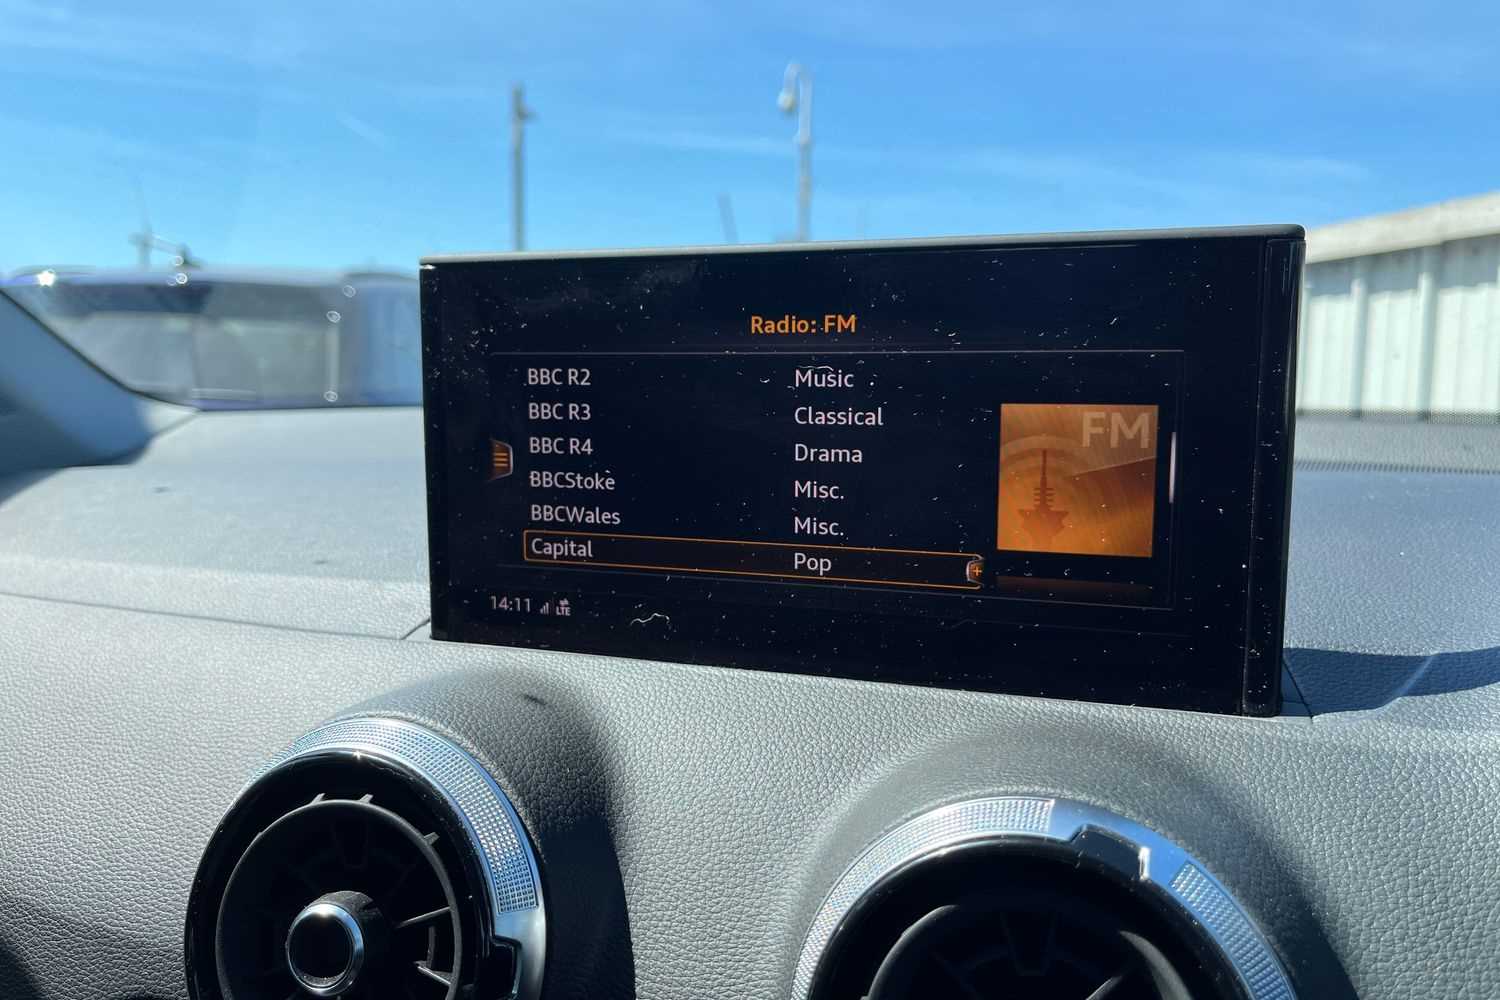 Radio: FM
BBC R2 Music
BBC R3 Classical
BBC R4 Drama
BBCStoke Misc.
BBCWales Misc.
Capital Pop
FM
14:11 LTE